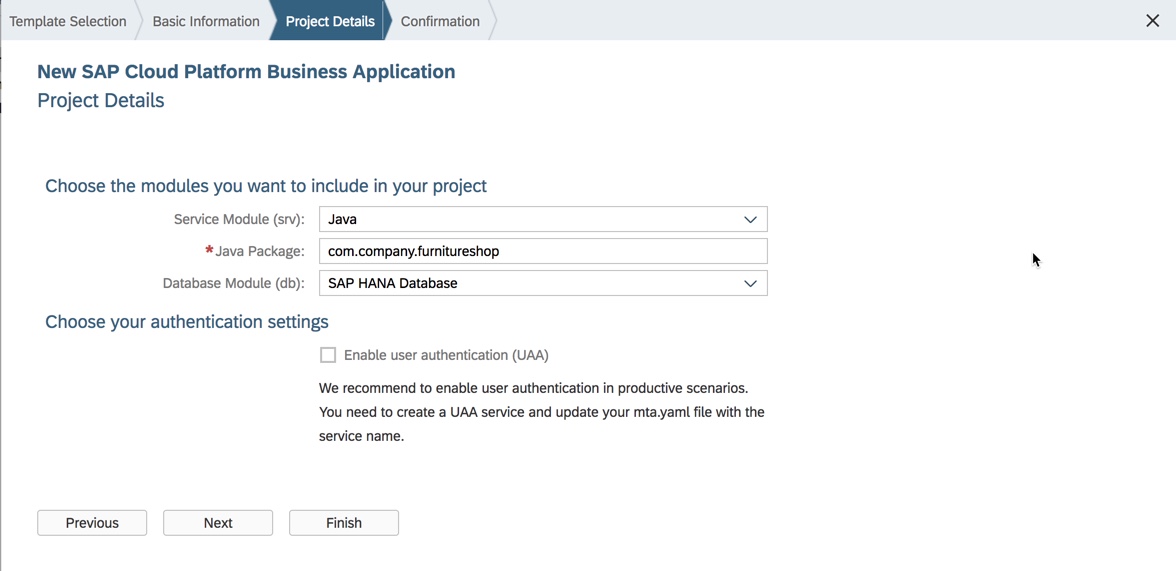 Template Selection
Basic Information
Project Details
Confirmation
New SAP Cloud Platform Business Application
Project Details
Choose the modules you want to include in your project
Service Module (srv): Java
*Java Package: com.company.furnitureshop
Database Module (db): SAP HANA Database
Choose your authentication settings
Enable user authentication (UAA)
We recommend to enable user authentication in productive scenarios.
You need to create a UAA service and update your mta.yaml file with the
service name.
Previous
Next
Finish